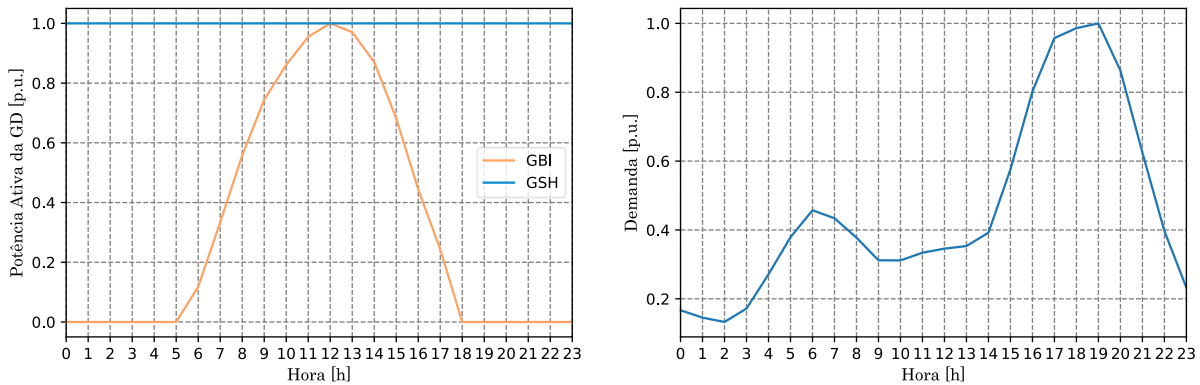 1.0
0.8
0.6
0.4
0.2
0.0
Potência Ativa da GD [p.u.]
GBI
GSH
0 1 2 3 4 5 6 7 8 9 10 11 12 13 14 15 16 17 18 19 20 21 22 23
Hora [h]
1.0
0.8
0.6
0.4
0.2
Demanda [p.u.]
0 1 2 3 4 5 6 7 8 9 10 11 12 13 14 15 16 17 18 19 20 21 22 23
Hora [h]